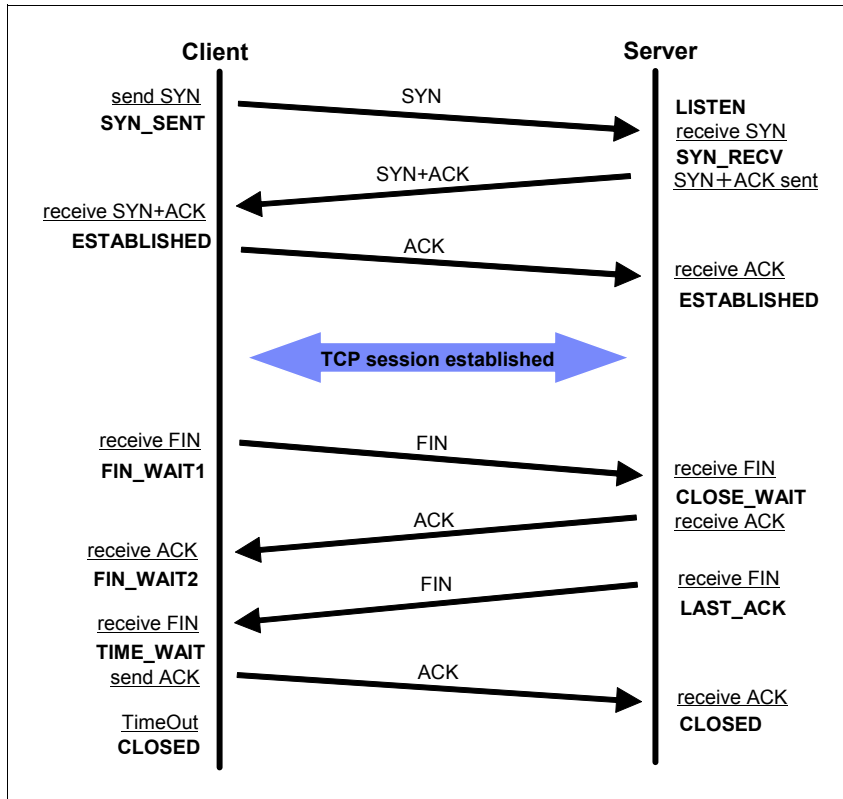 Client
Server
send SYN
SYN_SENT
SYN
LISTEN
receive SYN
SYN_RECV
SYN+ACK sent
SYN+ACK
receive SYN+ACK
ESTABLISHED
ACK
receive ACK
ESTABLISHED
TCP session established
receive FIN
FIN_WAIT1
FIN
receive FIN
CLOSE_WAIT
receive ACK
ACK
receive ACK
FIN_WAIT2
FIN
receive FIN
LAST_ACK
receive FIN
TIME_WAIT
send ACK
ACK
receive ACK
CLOSED
TimeOut
CLOSED